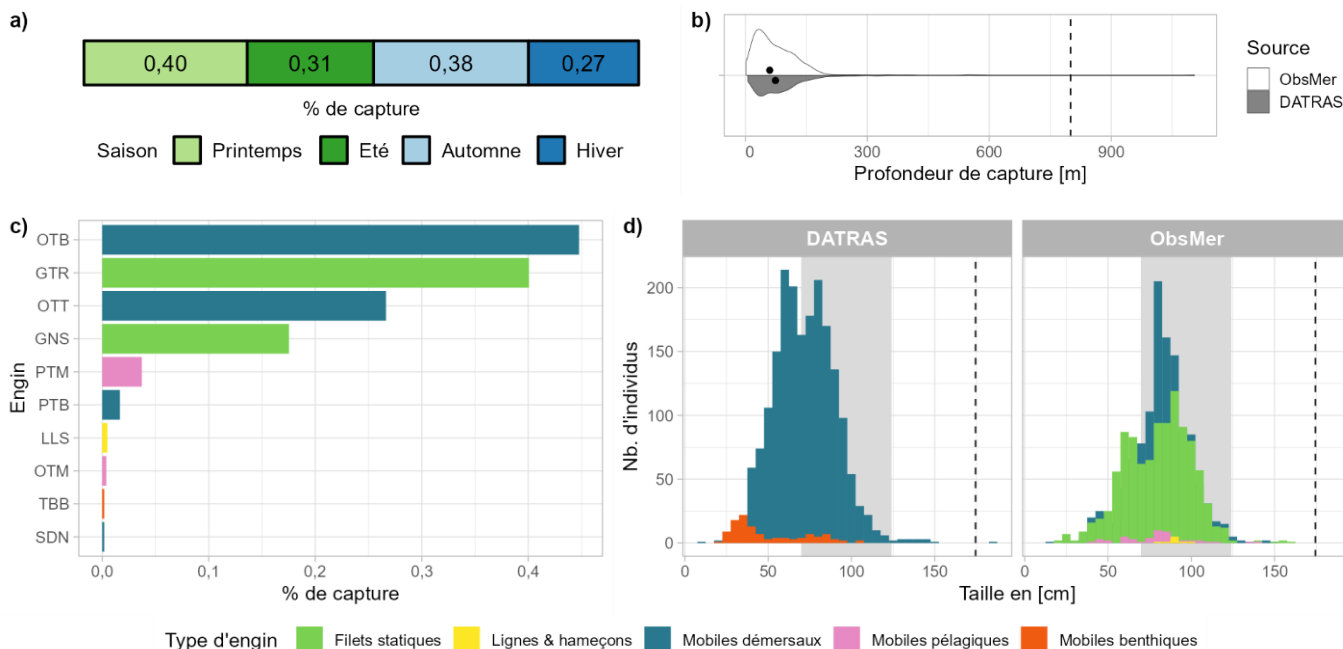 a)
0,40 0,31 0,38 0,27
% de capture
Saison Printemps Eté Automne Hiver
b)
0 300 600 900
Profondeur de capture [m]
Source
ObsMer
DATRAS
c)
Engin
OTB
GTR
OTT
GNS
PTM
PTB
LLS
OTM
TBB
SDN
0,0 0,1 0,2 0,3 0,4
% de capture
d)
DATRAS ObsMer
Nb. d'individus
200
150
100
50
0
0 50 100 150 0 50 100 150
Taille en [cm]
Type d'engin Filets statiques Lignes & hameçons Mobiles démersaux Mobiles pélagiques Mobiles benthiques